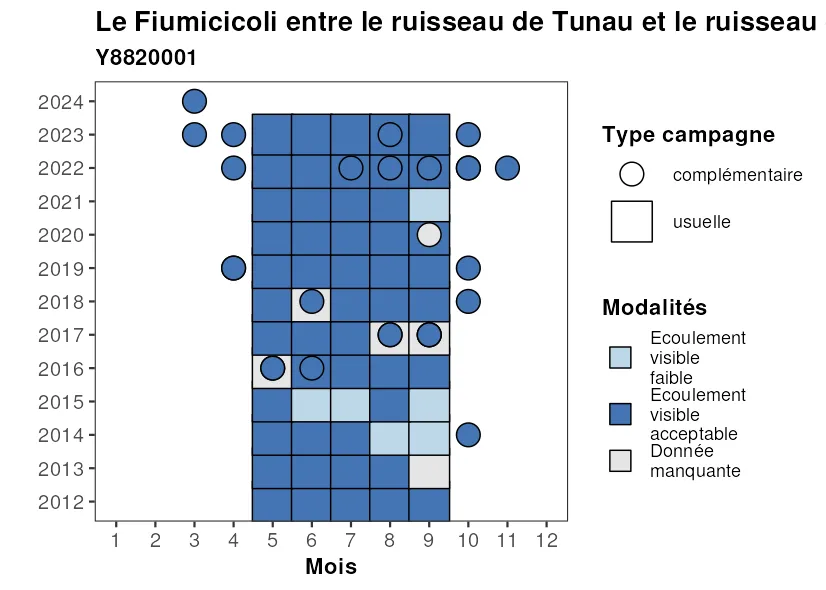 Le Fiumicicoli entre le ruisseau de Tunau et le ruisseau
Y8820001
2024
2023
2022
2021
2020
2019
2018
2017
2016
2015
2014
2013
2012
1 2 3 4 5 6 7 8 9 10 11 12
Mois
Type campagne
complémentaire
usuelle
Modalités
Ecoulement
visible
faible
Ecoulement
visible
acceptable
Donnée
manquante